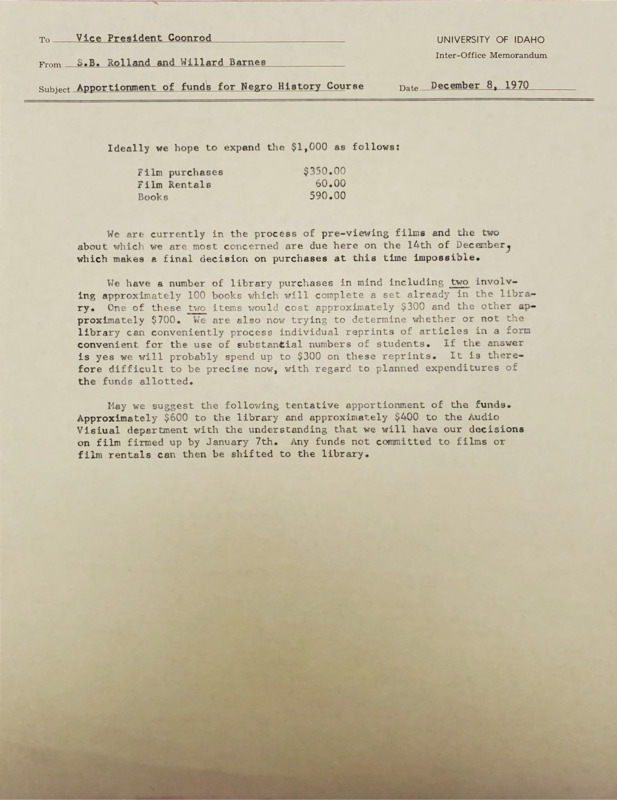 To Vice President Coonrod
UNIVERSITY OF IDAHO
Inter-Office Memorandum
From S.B. Rolland and Willard Barnes
Subject Apportionment of funds for Negro History Course
Date December 8, 1970
Ideally we hope to expand the $1,000 as follows:
Film purchases $350.00
Film Rentals 60.00
Books 590.00
We are currently in the process of pre-viewing films and the two
about which we are most concerned are due here on the 14th of December,
which makes a final decision on purchases at this time impossible.
We have a number of library purchases in mind including two involv-
ing approximately 100 books which will complete a set already in the libra-
ry. One of these two items would cost approximately $300 and the other ap-
proximately $700. We are also now trying to determine whether or not the
library can conveniently process individual reprints of articles in a form
convenient for the use of substantial numbers of students. If the answer
is yes we will probably spend up to $300 on these reprints. It is there-
fore difficult to be precise now, with regard to planned expenditures of
the funds allotted.
May we suggest the following tentative apportionment of the funds.
Approximately $600 to the library and approximately $400 to the Audio
Visiual department with the understanding that we will have our decisions
on film firmed up by January 7th. Any funds not committed to films or
film rentals can then be shifted to the library.